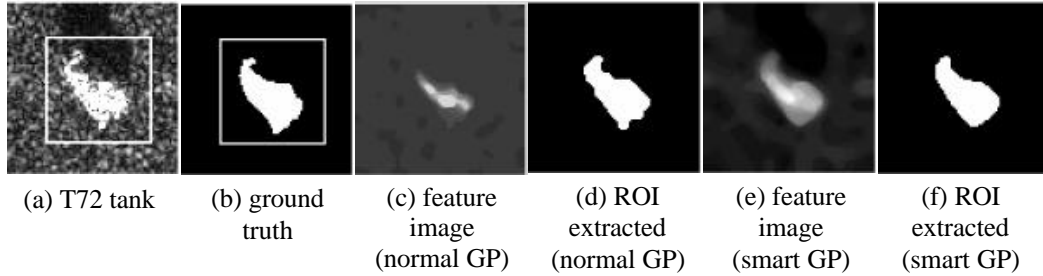 (a) T72 tank
(b) ground
truth
(c) feature
image
(normal GP)
(d) ROI
extracted
(normal GP)
(e) feature
image
(smart GP)
(f) ROI
extracted
(smart GP)